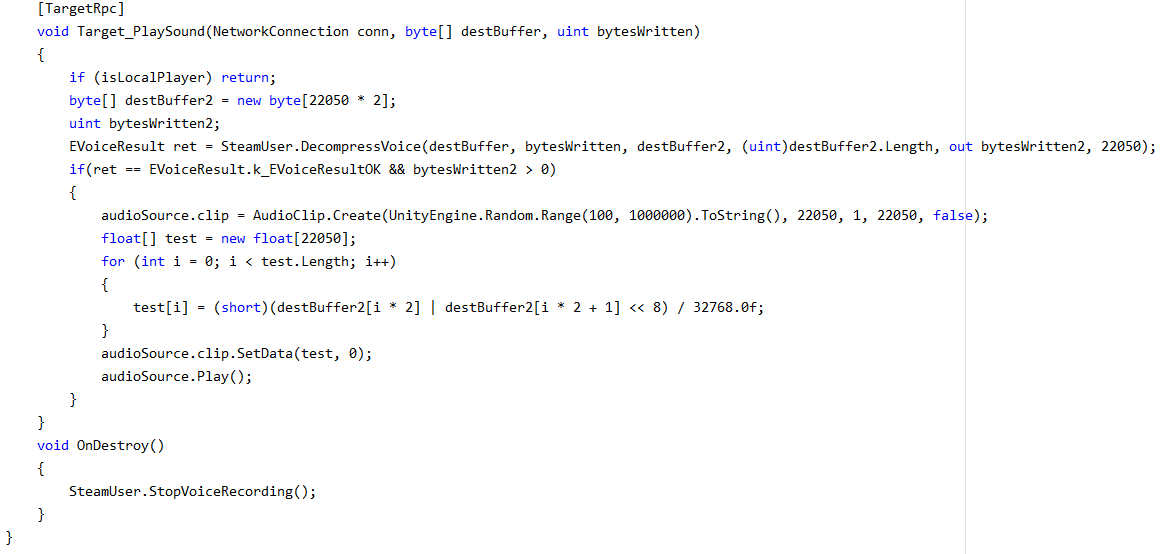 [TargetRpc]
void Target_PlaySound(NetworkConnection conn, byte[] destBuffer, uint bytesWritten)
{
if (isLocalPlayer) return;
byte[] destBuffer2 = new byte[22050 * 2];
uint bytesWritten2;
EVoiceResult ret = SteamUser.DecompressVoice(destBuffer, bytesWritten, destBuffer2, (uint)destBuffer2.Length, out bytesWritten2, 22050);
if(ret == EVoiceResult.k_EVoiceResultOK && bytesWritten2 > 0)
{
audioSource.clip = AudioClip.Create(UnityEngine.Random.Range(100, 1000000).ToString(), 22050, 1, 22050, false);
float[] test = new float[22050];
for (int i = 0; i < test.Length; i++)
{
test[i] = (short)(destBuffer2[i * 2] | destBuffer2[i * 2 + 1] << 8) / 32768.0f;
}
audioSource.clip.SetData(test, 0);
audioSource.Play();
}
}
void OnDestroy()
{
SteamUser.StopVoiceRecording();
}
}